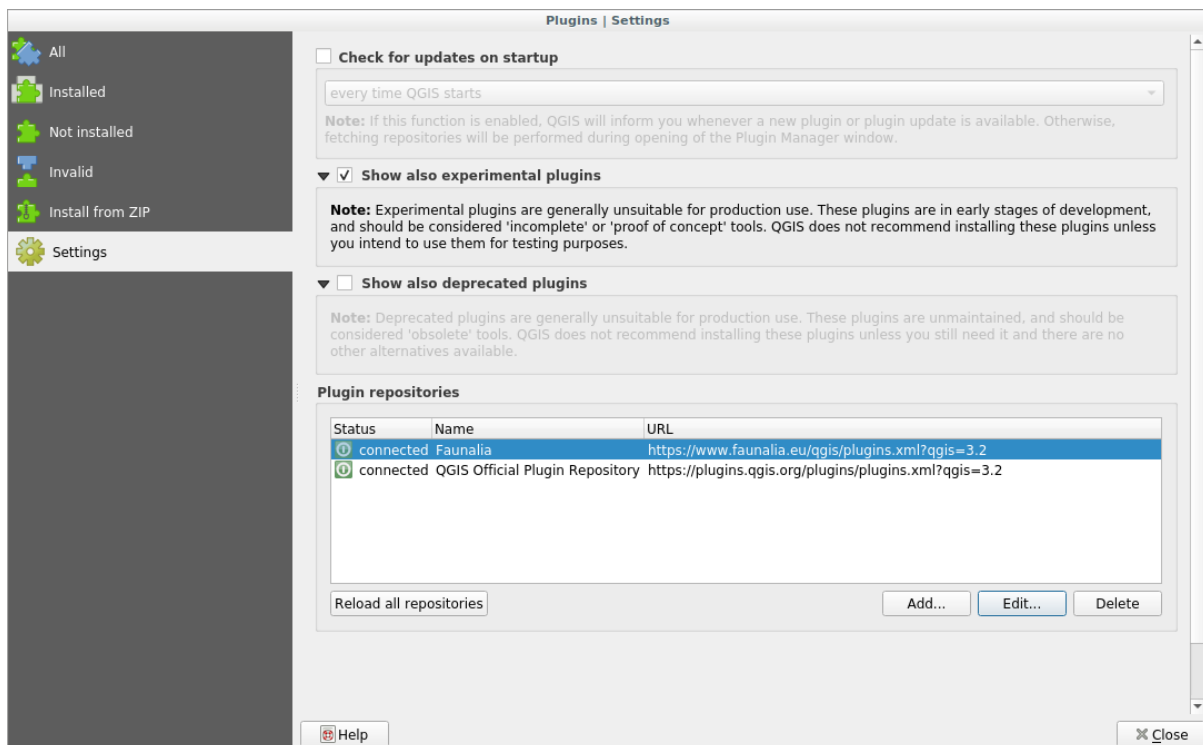 Plugins | Settings
All
Installed
Not installed
Invalid
Install from ZIP
Settings
Check for updates on startup
every time QGIS starts
Note: If this function is enabled, QGIS will inform you whenever a new plugin or plugin update is available. Otherwise,
fetching repositories will be performed during opening of the Plugin Manager window.
Show also experimental plugins
Note: Experimental plugins are generally unsuitable for production use. These plugins are in early stages of development,
and should be considered 'incomplete' or 'proof of concept' tools. QGIS does not recommend installing these plugins unless
you intend to use them for testing purposes.
Show also deprecated plugins
Note: Deprecated plugins are generally unsuitable for production use. These plugins are unmaintained, and should be
considered 'obsolete' tools. QGIS does not recommend installing these plugins unless you still need it and there are no
other alternatives available.
Plugin repositories
Status Name URL
connected Faunalia https://www.faunalia.eu/qgis/plugins.xml?qgis=3.2
connected QGIS Official Plugin Repository https://plugins.qgis.org/plugins/plugins.xml?qgis=3.2
Reload all repositories Add... Edit... Delete
Help Close